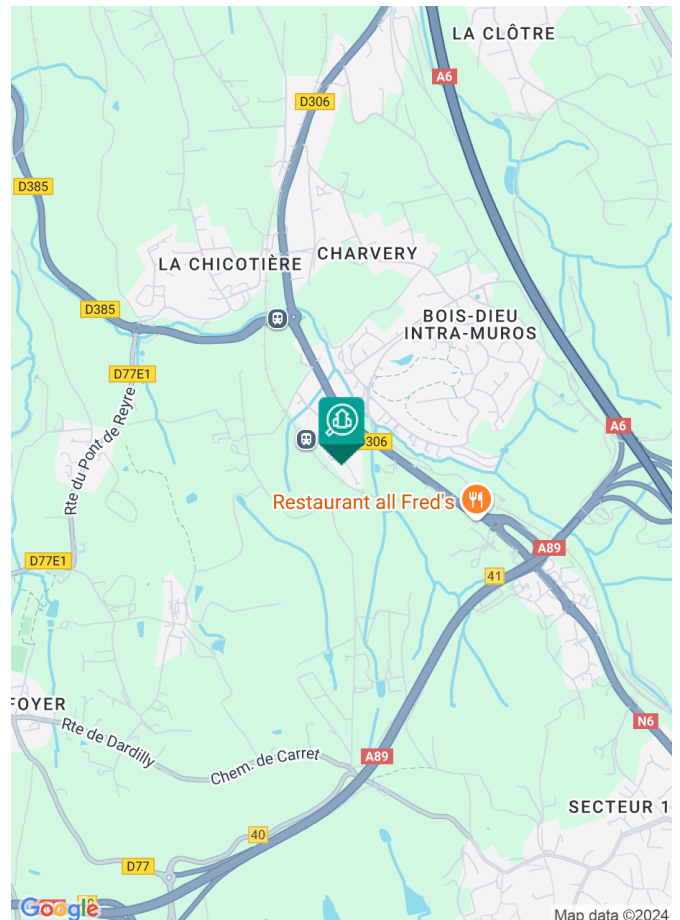 LA CLÔTRE
A6
D306
D385
CHARVERY
LA CHICOTIÈRE
D385
BOIS-DIEU
INTRA-MUROS
D77E1
Rte du Pont de Reyre
A6
D306
Restaurant all Fred's
A89
D77E1
41
FOYER
Rte de Dardilly
N6
A89
Chem. de Carret
SECTEUR 1
40
D77
Google
Map data ©2024